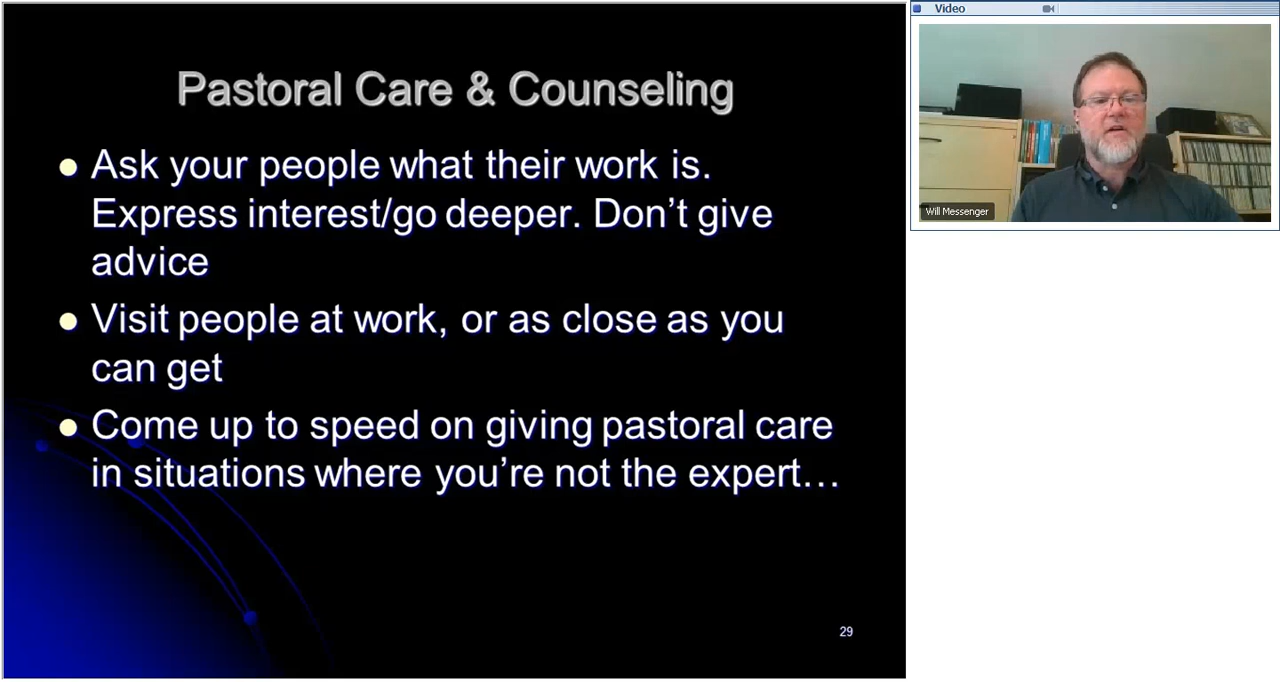 Pastoral Care & Counseling
Ask your people what their work is.
Express interest/go deeper. Don’t give
advice
Visit people at work, or as close as you
can get
Come up to speed on giving pastoral care
in situations where you’re not the expert…
29
Video
Will Messenger